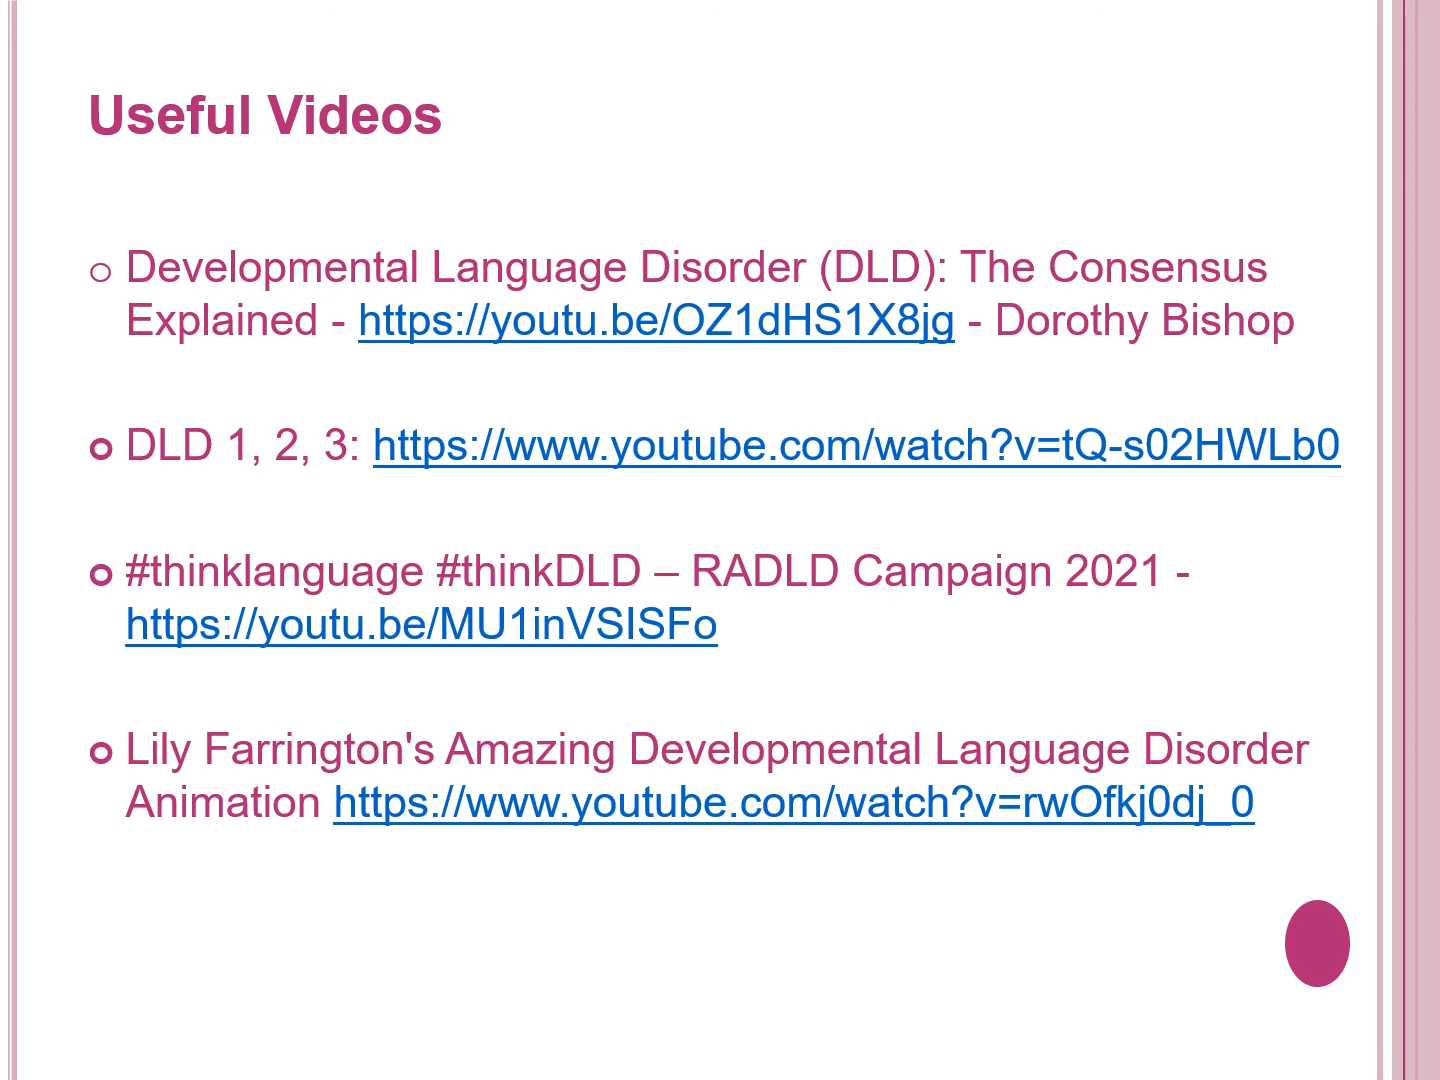 Useful Videos
Developmental Language Disorder (DLD): The Consensus
Explained - https://youtu.be/OZ1dHS1X8jg - Dorothy Bishop
DLD 1, 2, 3: https://www.youtube.com/watch?v=tQ-s02HWLb0
#thinklanguage #thinkDLD – RADLD Campaign 2021 -
https://youtu.be/MU1inVSISFo
Lily Farrington's Amazing Developmental Language Disorder
Animation https://www.youtube.com/watch?v=rwOfkj0dj_0